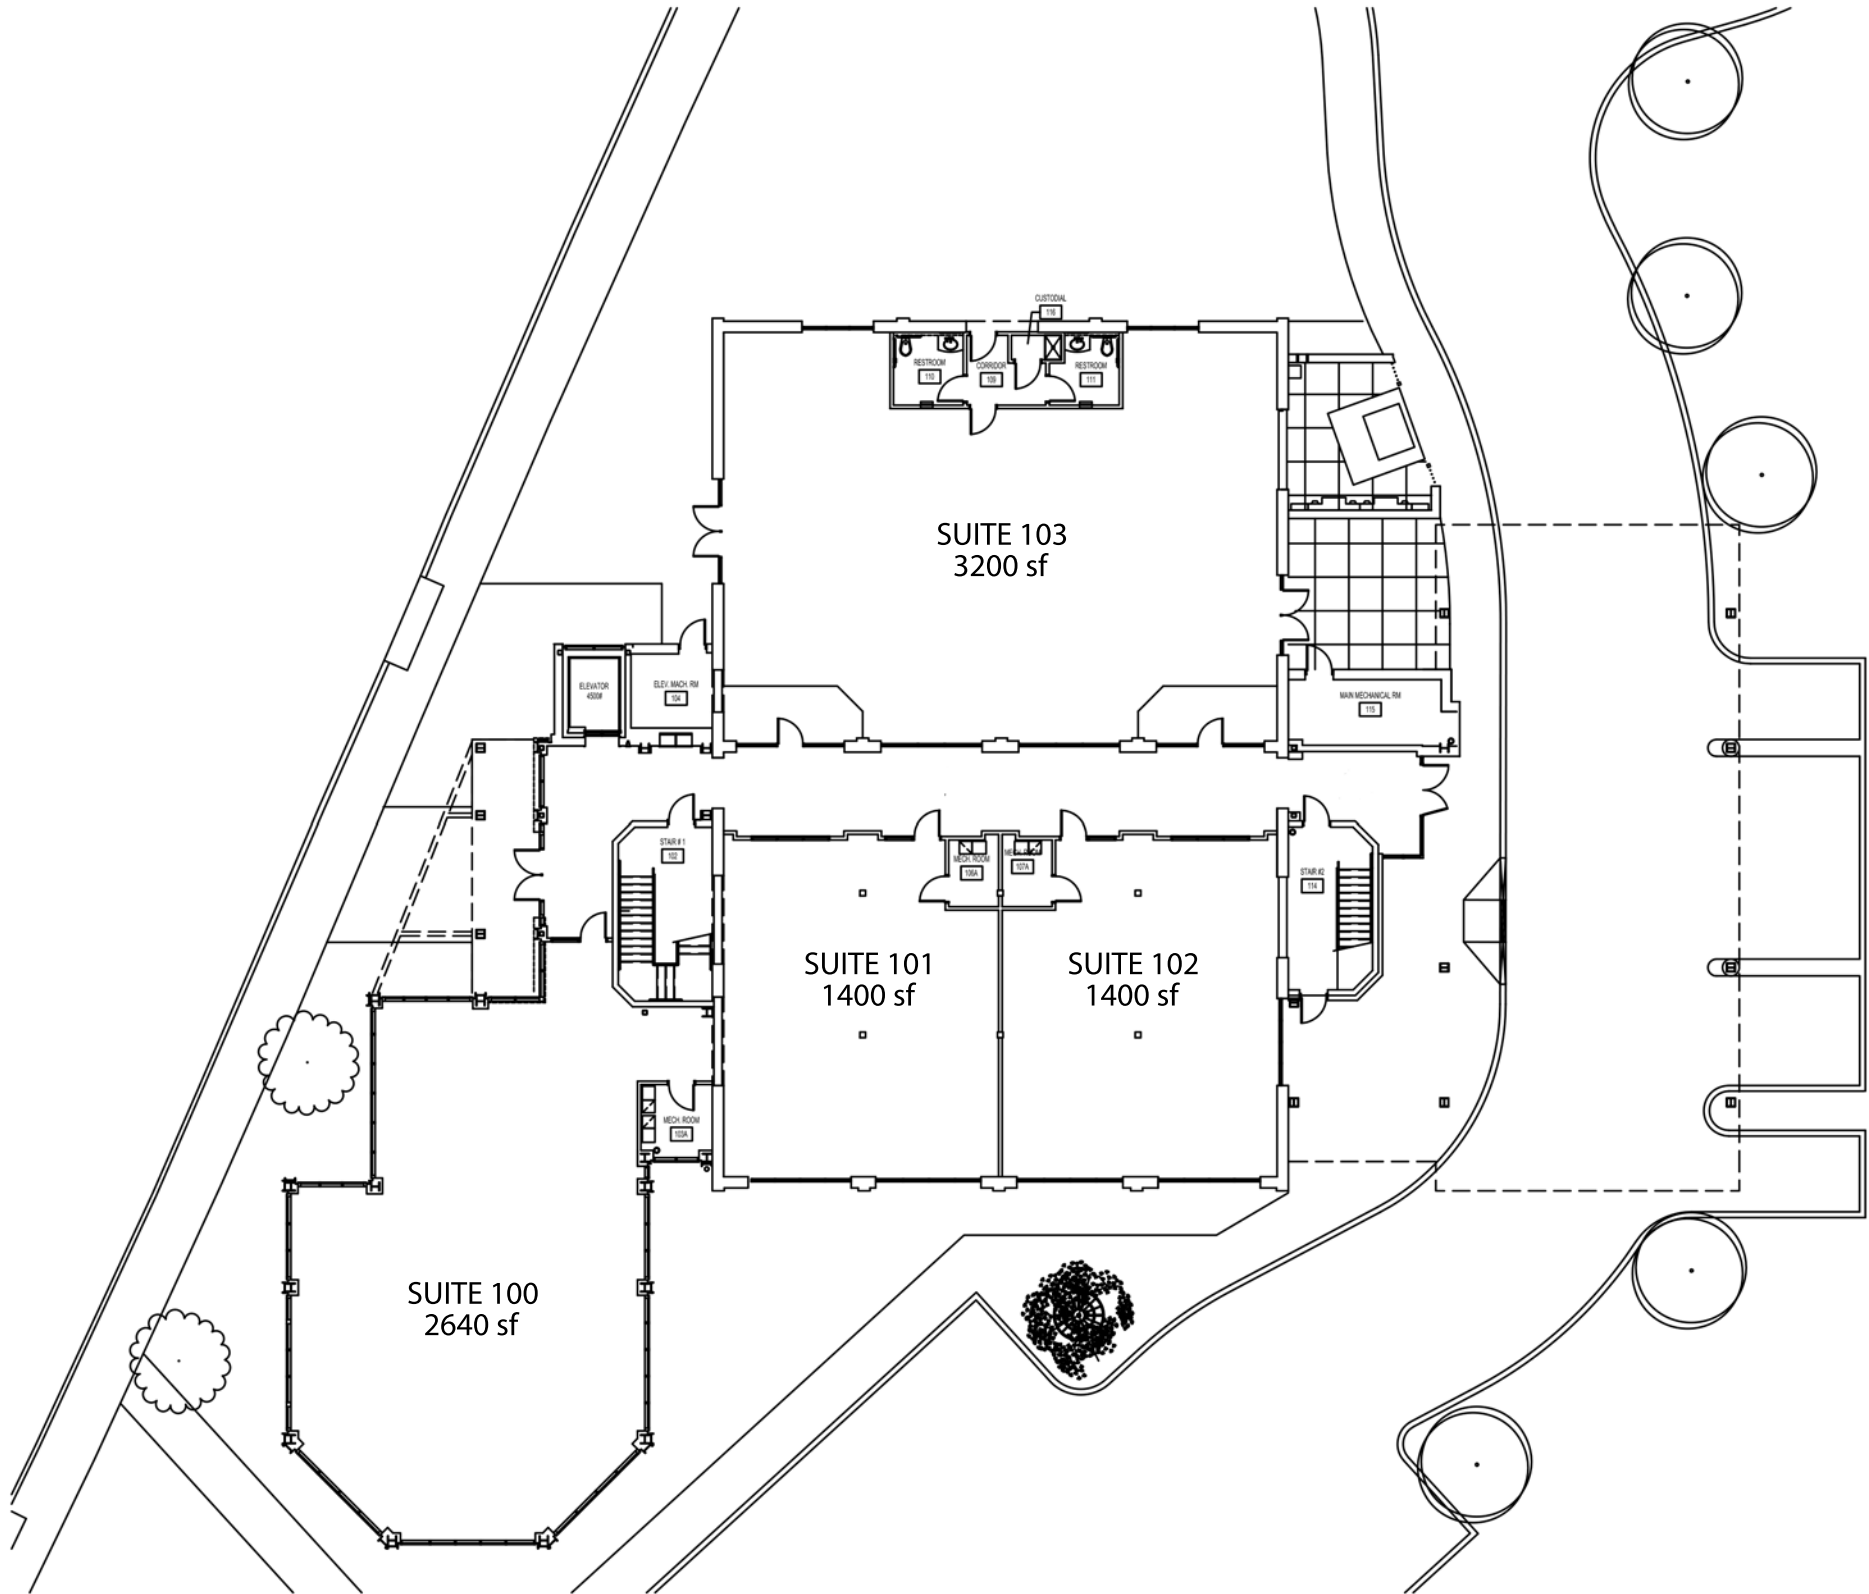 CUSTODIAL
116
RESTROOM
110
CORRIDOR
109
RESTROOM
111
SUITE 103
3200 sf
ELEVATOR
4500#
ELEV. MACH. RM
104
MAIN MECHANICAL RM
115
STAIR # 1
102
MECH. ROOM
106A
MECH. ROOM
107A
STAIR #2
114
SUITE 101
1400 sf
SUITE 102
1400 sf
MECH. ROOM
103A
SUITE 100
2640 sf